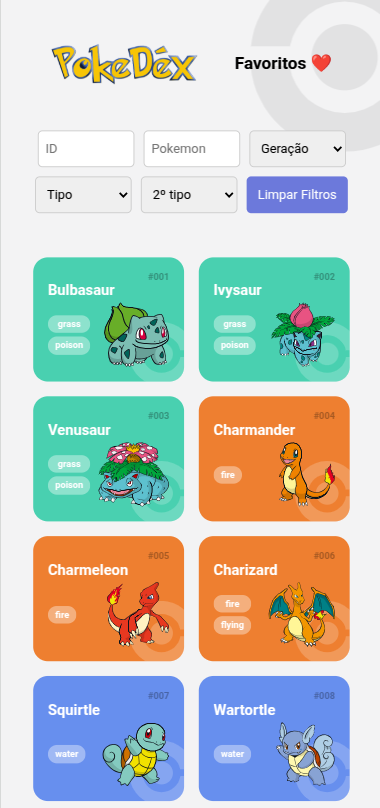 PokeDéx
Favoritos ❤️
ID
Pokemon
Geração
Tipo
2º tipo
Limpar Filtros
#001
Bulbasaur
grass
poison
#002
Ivysaur
grass
poison
#003
Venusaur
grass
poison
#004
Charmander
fire
#005
Charmeleon
fire
#006
Charizard
fire
flying
#007
Squirtle
water
#008
Wartortle
water